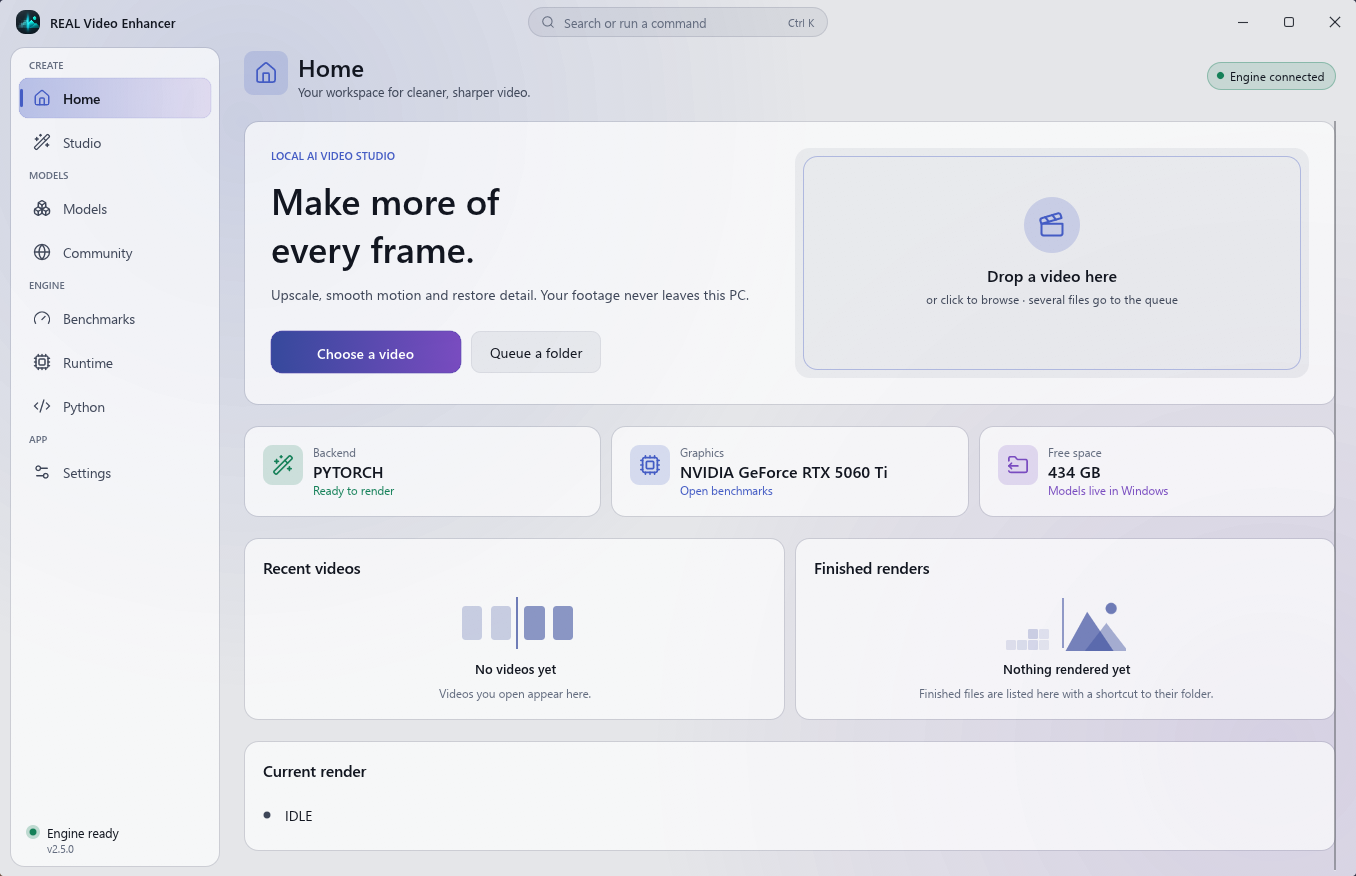 REAL Video Enhancer
Search or run a command
Ctrl K
CREATE
Home
Studio
MODELS
Models
Community
ENGINE
Benchmarks
Runtime
Python
APP
Settings
Engine ready
v2.5.0
Home
Your workspace for cleaner, sharper video.
Engine connected
LOCAL AI VIDEO STUDIO
Make more of
every frame.
Upscale, smooth motion and restore detail. Your footage never leaves this PC.
Choose a video
Queue a folder
Drop a video here
or click to browse · several files go to the queue
Backend
PYTORCH
Ready to render
Graphics
NVIDIA GeForce RTX 5060 Ti
Open benchmarks
Free space
434 GB
Models live in Windows
Recent videos
No videos yet
Videos you open appear here.
Finished renders
Nothing rendered yet
Finished files are listed here with a shortcut to their folder.
Current render
IDLE